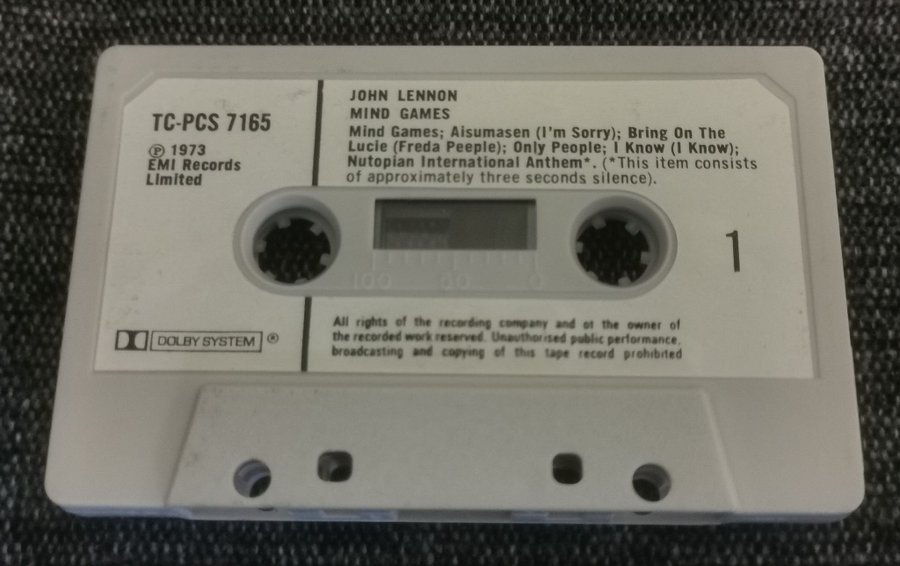 TC-PCS 7165
Ⓟ 1973
EMI Records
Limited
JOHN LENNON
MIND GAMES
Mind Games; Aisumasen (I'm Sorry); Bring On The
Lucie (Freda Peeple); Only People; I Know (I Know);
Nutopian International Anthem*. (*This item consists
of approximately three seconds silence).
100 50 0
1
DOLBY SYSTEM ®
All rights of the recording company and of the owner of
the recorded work reserved. Unauthorised public performance,
broadcasting and copying of this tape record prohibited